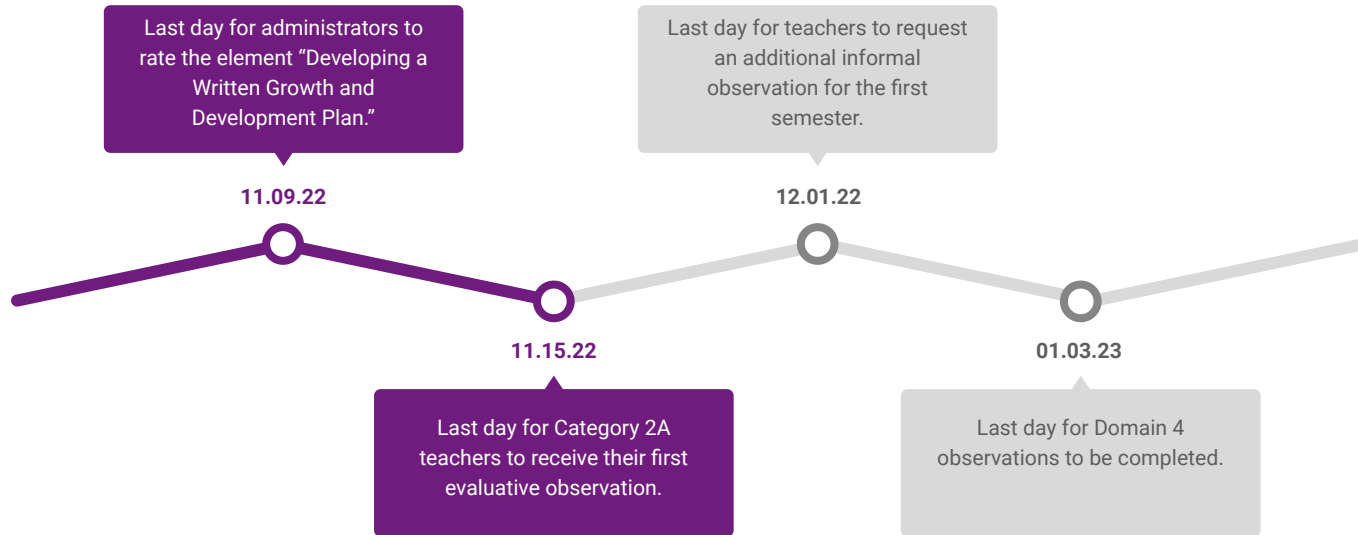 Last day for administrators to
rate the element “Developing a
Written Growth and
Development Plan.”
11.09.22
11.15.22
Last day for Category 2A
teachers to receive their first
evaluative observation.
Last day for teachers to request
an additional informal
observation for the first
semester.
12.01.22
01.03.23
Last day for Domain 4
observations to be completed.